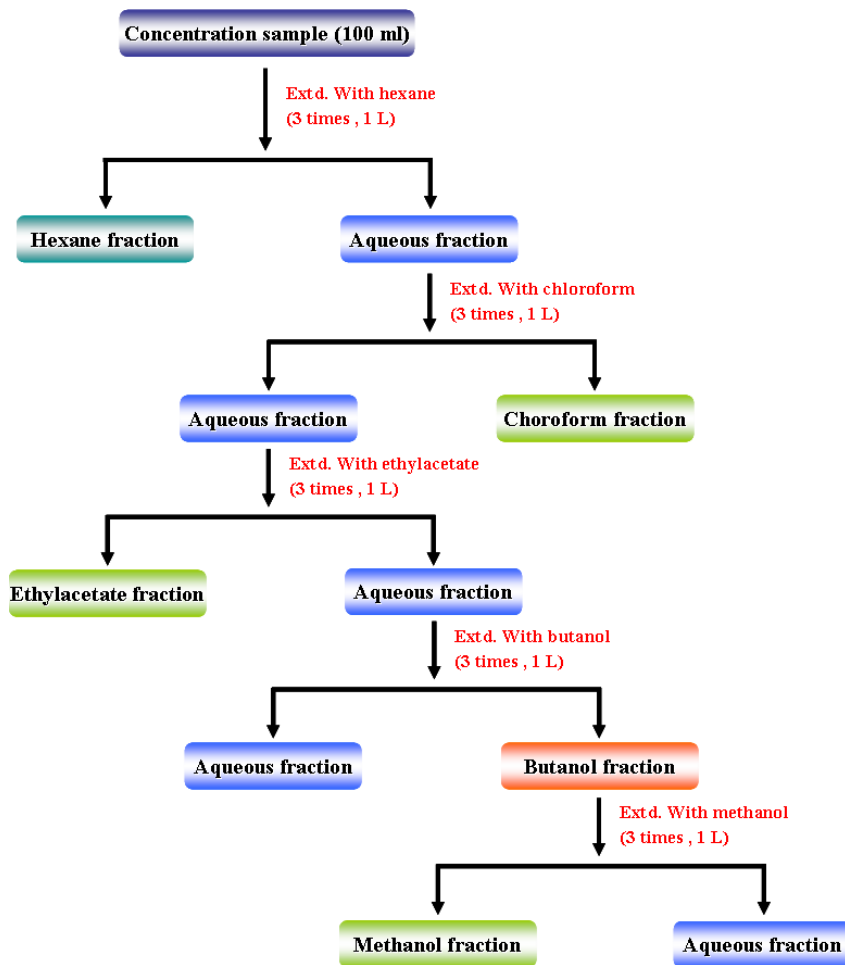 Concentration sample (100 ml)
Extd. With hexane
(3 times , 1 L)
Hexane fraction
Aqueous fraction
Extd. With chloroform
(3 times , 1 L)
Aqueous fraction
Choroform fraction
Extd. With ethylacetate
(3 times , 1 L)
Ethylacetate fraction
Aqueous fraction
Extd. With butanol
(3 times , 1 L)
Aqueous fraction
Butanol fraction
Extd. With methanol
(3 times , 1 L)
Methanol fraction
Aqueous fraction